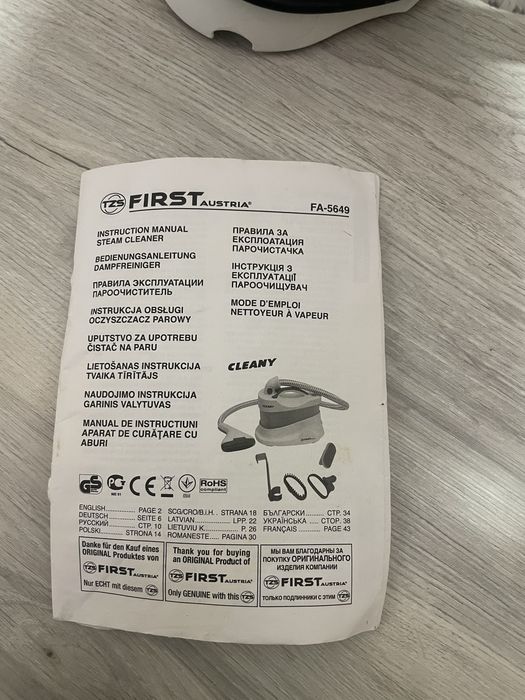 TZS FIRST AUSTRIA®
FA-5649
INSTRUCTION MANUAL
STEAM CLEANER
BEDIENUNGSANLEITUNG
DAMPFREINIGER
ПРАВИЛА ЭКСПЛУАТАЦИИ
ПАРООЧИСТИТЕЛЬ
INSTRUKCJA OBSŁUGI
OCZYSZCZACZ PAROWY
UPUTSTVO ZA UPOTREBU
ČISTAČ NA PARU
LIETOŠANAS INSTRUKCIJA
TVAIKA TĪRĪTĀJS
NAUDOJIMO INSTRUKCIJA
GARINIS VALYTUVAS
MANUAL DE INSTRUCTIUNI
APARAT DE CURĂTARE CU
ABURI
ПРАВИЛА ЗА
ЕКСПЛОАТАЦИЯ
ПАРОЧИСТАЧКА
ІНСТРУКЦІЯ З
ЕКСПЛУАТАЦІЇ
ПАРООЧИЩУВАЧ
MODE D'EMPLOI
NETTOYEUR À VAPEUR
CLEANY
GS
CE
RoHS
compliant
ENGLISH............ PAGE 2
DEUTSCH.......... SEITE 6
РУССКИЙ.......... СТР. 10
POLSKI.......... STRONA 14
SCG/CRO/B.I.H. . STRANA 18
LATVIAN............... LPP. 22
LIETUVIU K............ P. 26
ROMANESTE.... PAGINA 30
БЪЛГАРСКИ........ СТР. 34
УКРАЇНСЬКА .... СТОР. 38
FRANÇAIS........... PAGE 43
Danke für den Kauf eines
ORIGINAL Produktes von
TZS FIRST AUSTRIA®
Nur ECHT mit diesem TZS
Thank you for buying
an ORIGINAL Product of
TZS FIRST AUSTRIA®
Only GENUINE with this TZS
МЫ ВАМ БЛАГОДАРНЫ ЗА
ПОКУПКУ ОРИГИНАЛЬНОГО
ИЗДЕЛИЯ КОМПАНИИ
TZS FIRST AUSTRIA®
ТОЛЬКО ПОДЛИННИКИ С ЭТИМ TZS